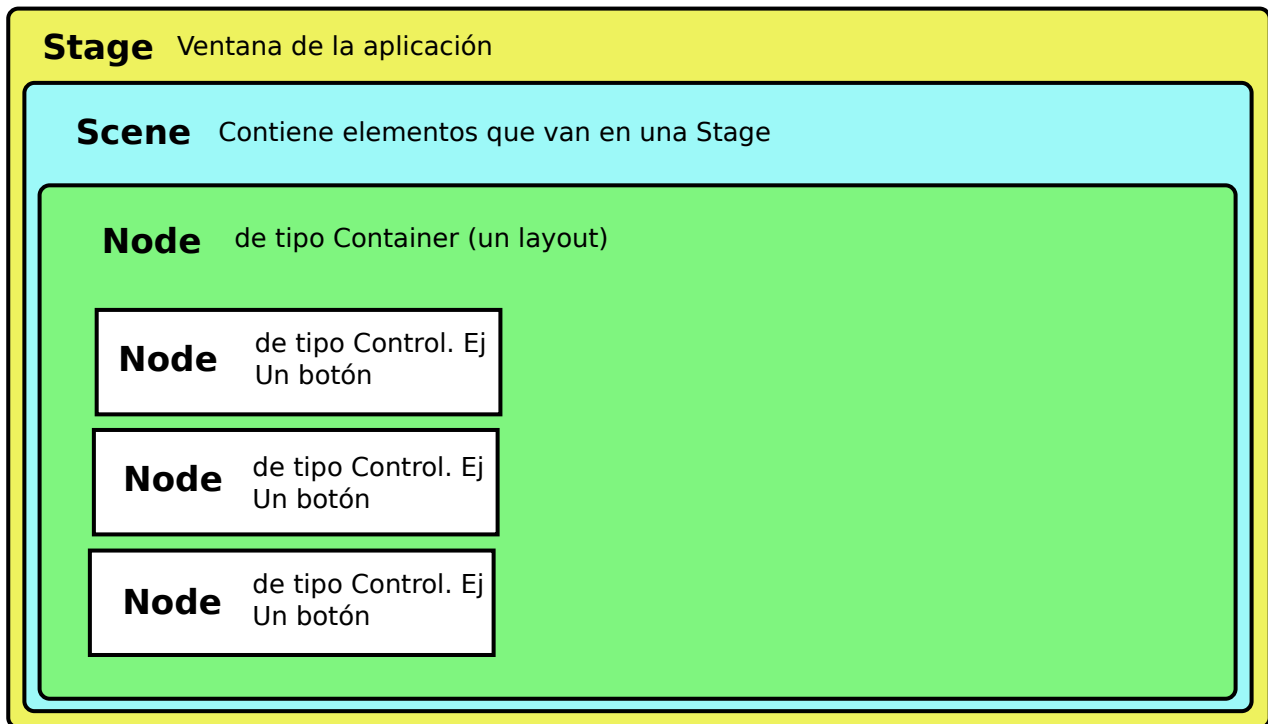 Stage Ventana de la aplicación
Scene Contiene elementos que van en una Stage
Node de tipo Container (un layout)
Node de tipo Control. Ej
Un botón
Node de tipo Control. Ej
Un botón
Node de tipo Control. Ej
Un botón